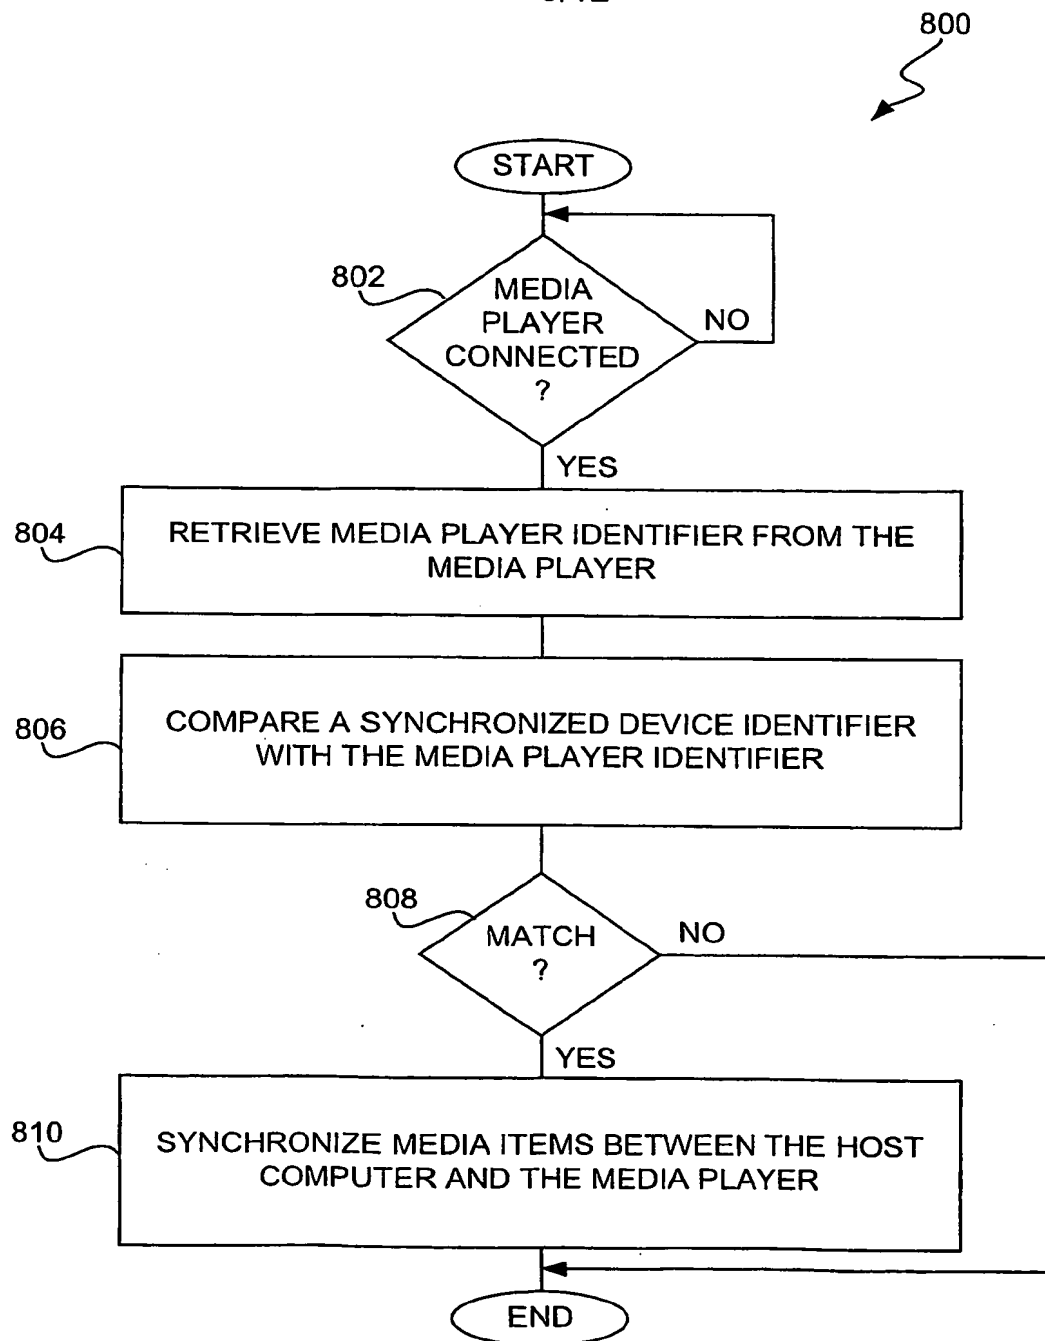 800
START
802
MEDIA
PLAYER
CONNECTED
?
NO
YES
804
RETRIEVE MEDIA PLAYER IDENTIFIER FROM THE
MEDIA PLAYER
806
COMPARE A SYNCHRONIZED DEVICE IDENTIFIER
WITH THE MEDIA PLAYER IDENTIFIER
808
MATCH
?
NO
YES
810
SYNCHRONIZE MEDIA ITEMS BETWEEN THE HOST
COMPUTER AND THE MEDIA PLAYER
END